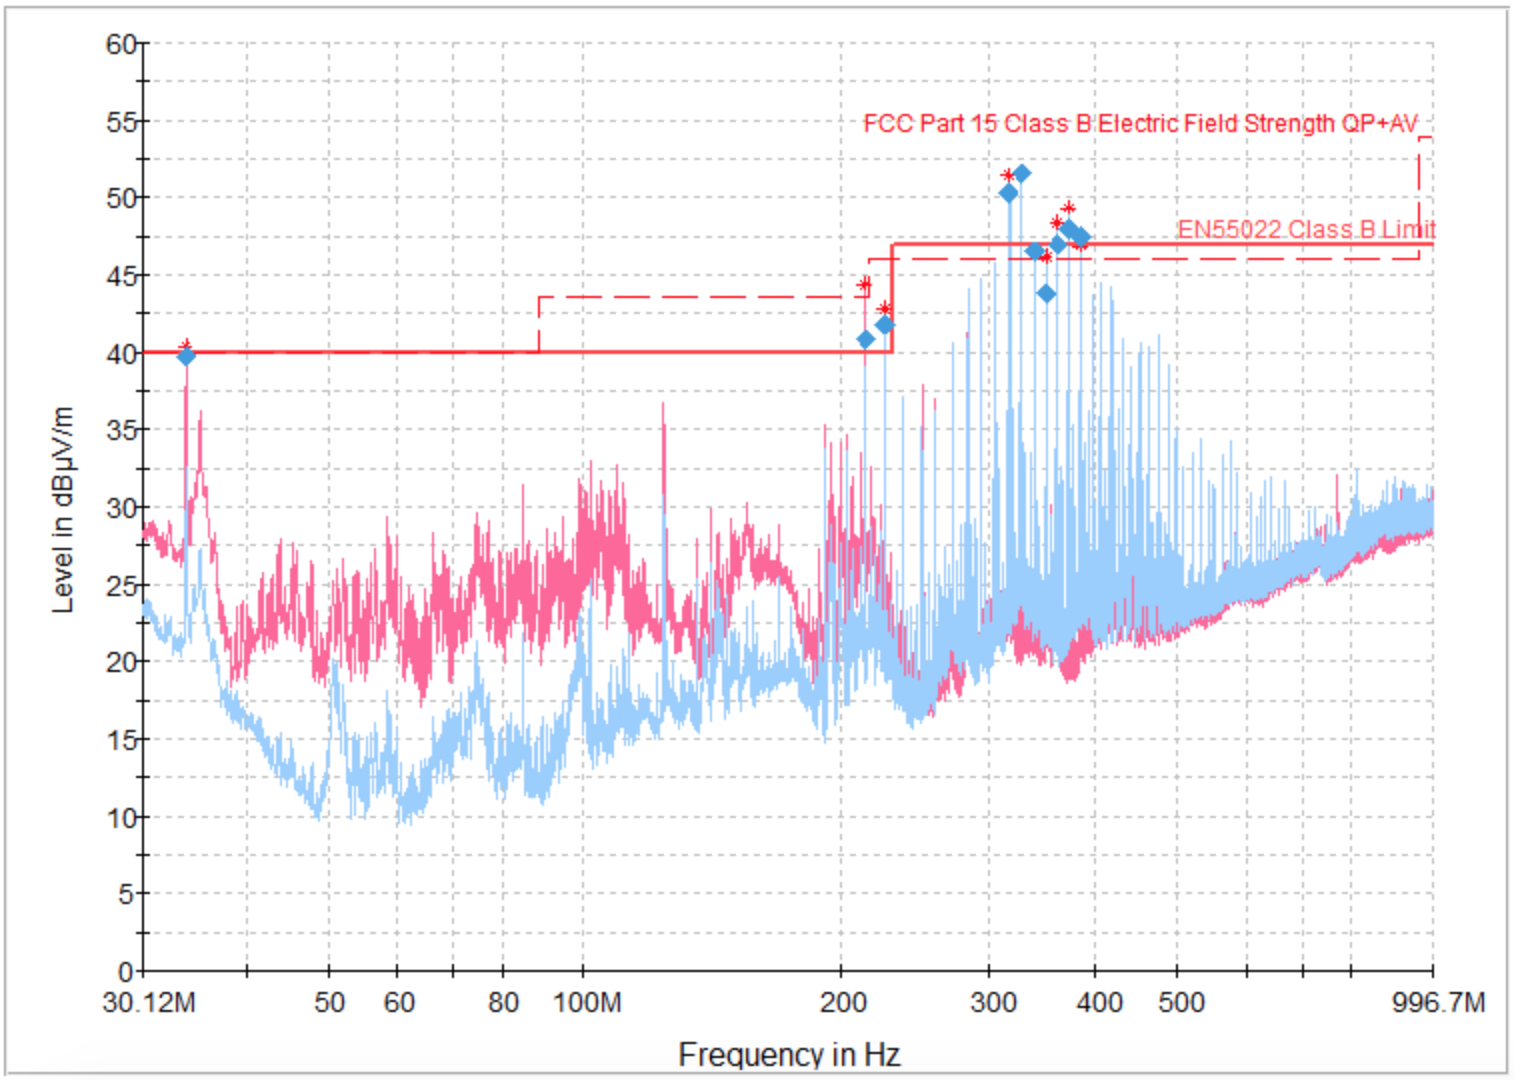 60
55
FCC Part 15 Class B Electric Field Strength QP+AV
50
EN55022 Class B Limit
45
40
35
30
25
20
15
10
5
0
Level in dBµV/m
30.12M 50 60 80 100M 200 300 400 500 996.7M
Frequency in Hz